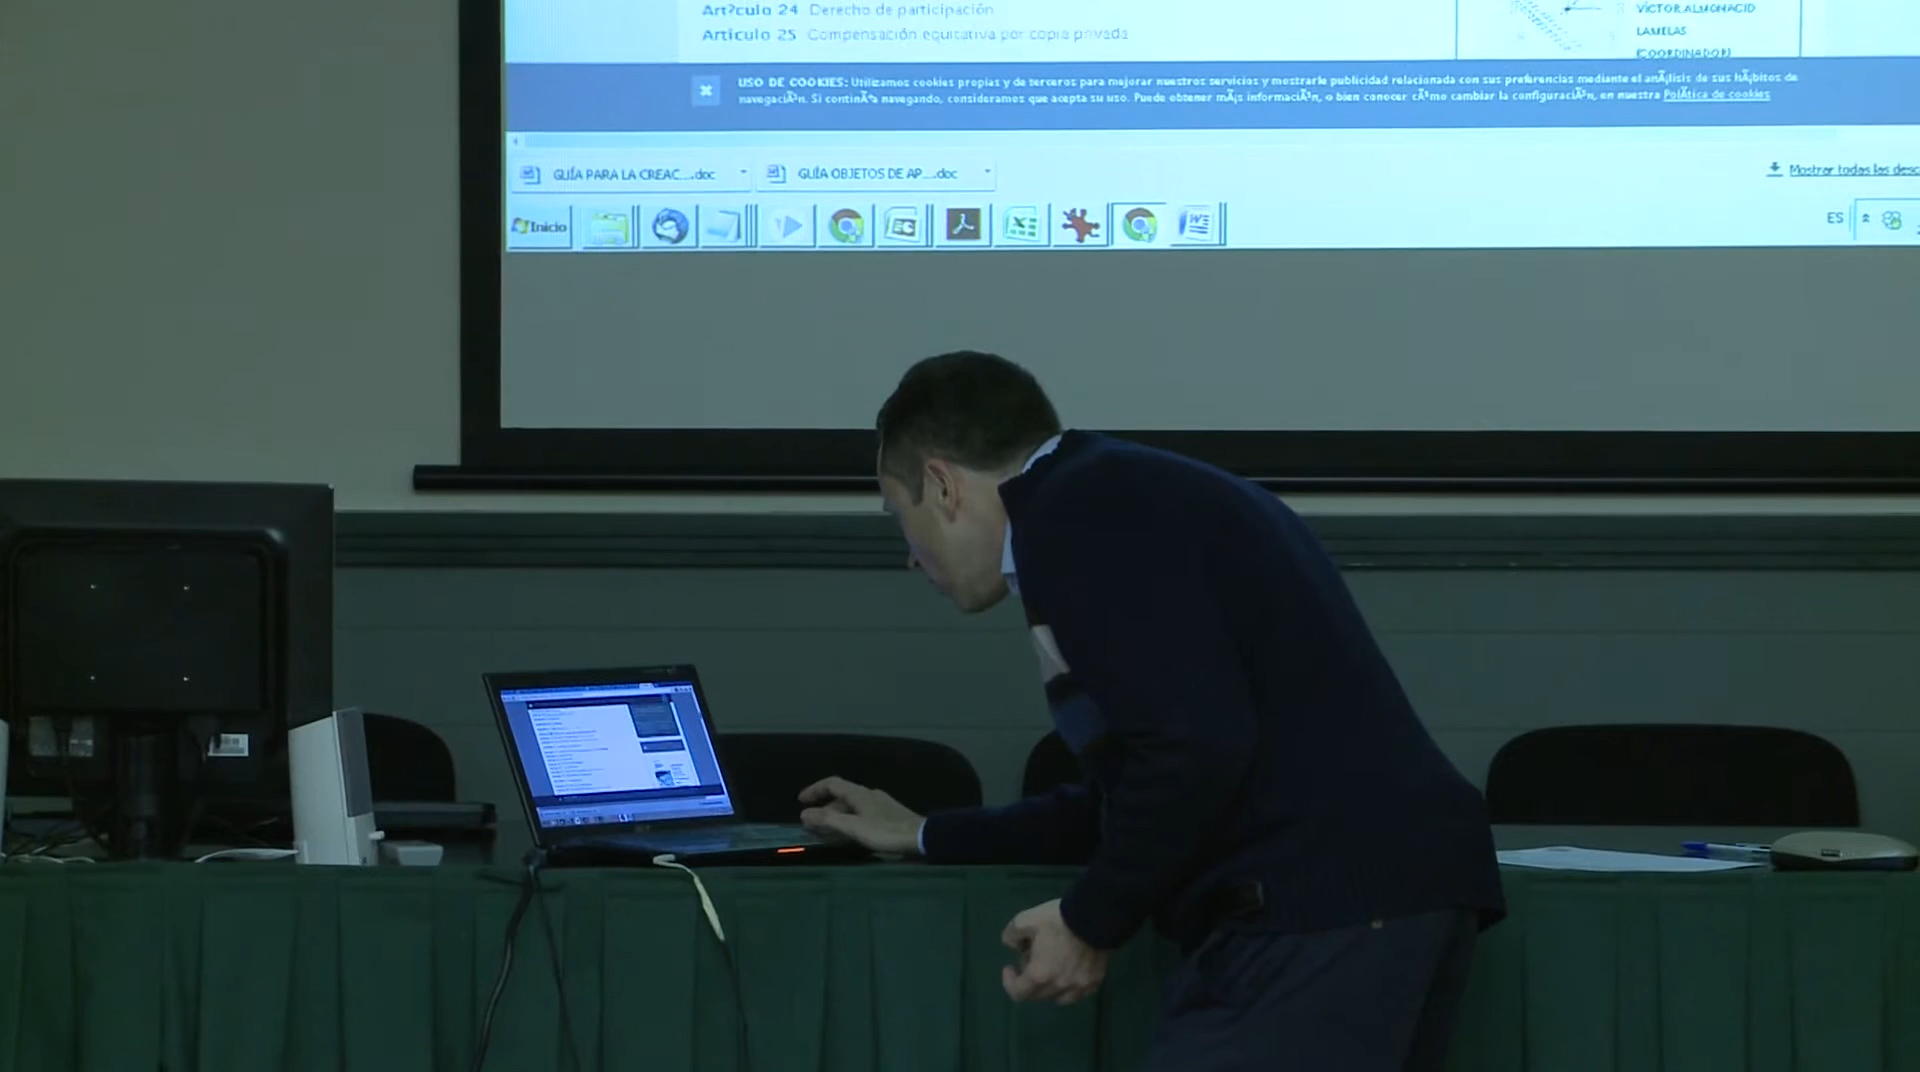 Art?culo 24 Derecho de participación
Artículo 25 Compensación equitativa por copia privada
VÍCTOR ALMONACID
LAMELAS
(COORDINADOR)
USO DE COOKIES: Utilizamos cookies propias y de terceros para mejorar nuestros servicios y mostrarle publicidad relacionada con sus preferencias mediante el anÃ¡lisis de sus hÃ¡bitos de
navegaciÃ³n. Si continÃºa navegando, consideramos que acepta su uso. Puede obtener mÃ¡s informaciÃ³n, o bien conocer cÃ³mo cambiar la configuraciÃ³n, en nuestra PolÃ­tica de cookies
GUÍA PARA LA CREAC....doc
GUÍA OBJETOS DE AP....doc
Mostrar todas las desc
Inicio
ES